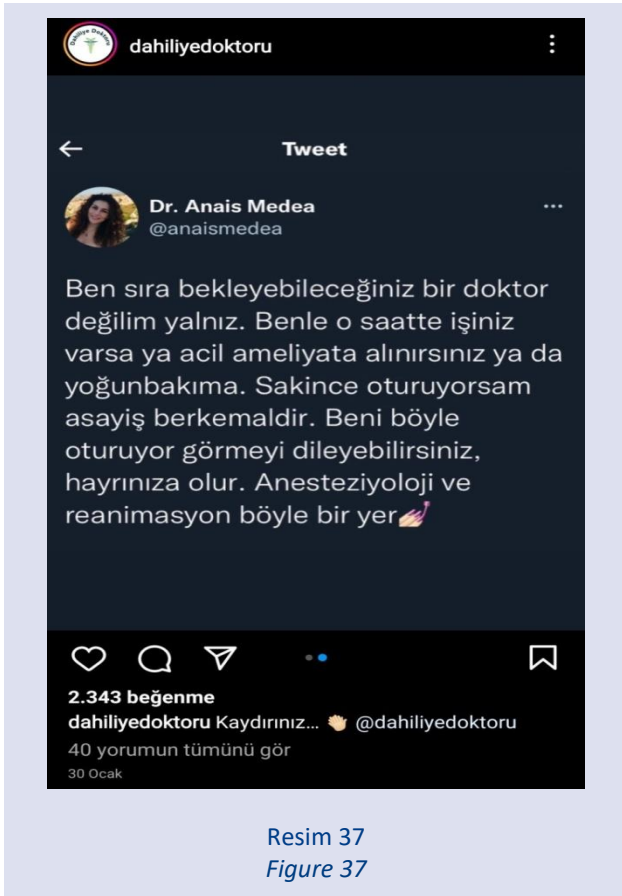 Dahiliye Doktoru
dahiliyedoktoru
Tweet
Dr. Anais Medea
@anaismedea
Ben sıra bekleyebileceğiniz bir doktor
değilim yalnız. Benle o saatte işiniz
varsa ya acil ameliyata alınırsınız ya da
yoğunbakıma. Sakince oturuyorsam
asayiş berkemaldir. Beni böyle
oturuyor görmeyi dileyebilirsiniz,
hayrınıza olur. Anesteziyoloji ve
reanimasyon böyle bir yer💅🏻
2.343 beğenme
dahiliyedoktoru Kaydırınız... 👏🏻 @dahiliyedoktoru
40 yorumun tümünü gör
30 Ocak
Resim 37
Figure 37